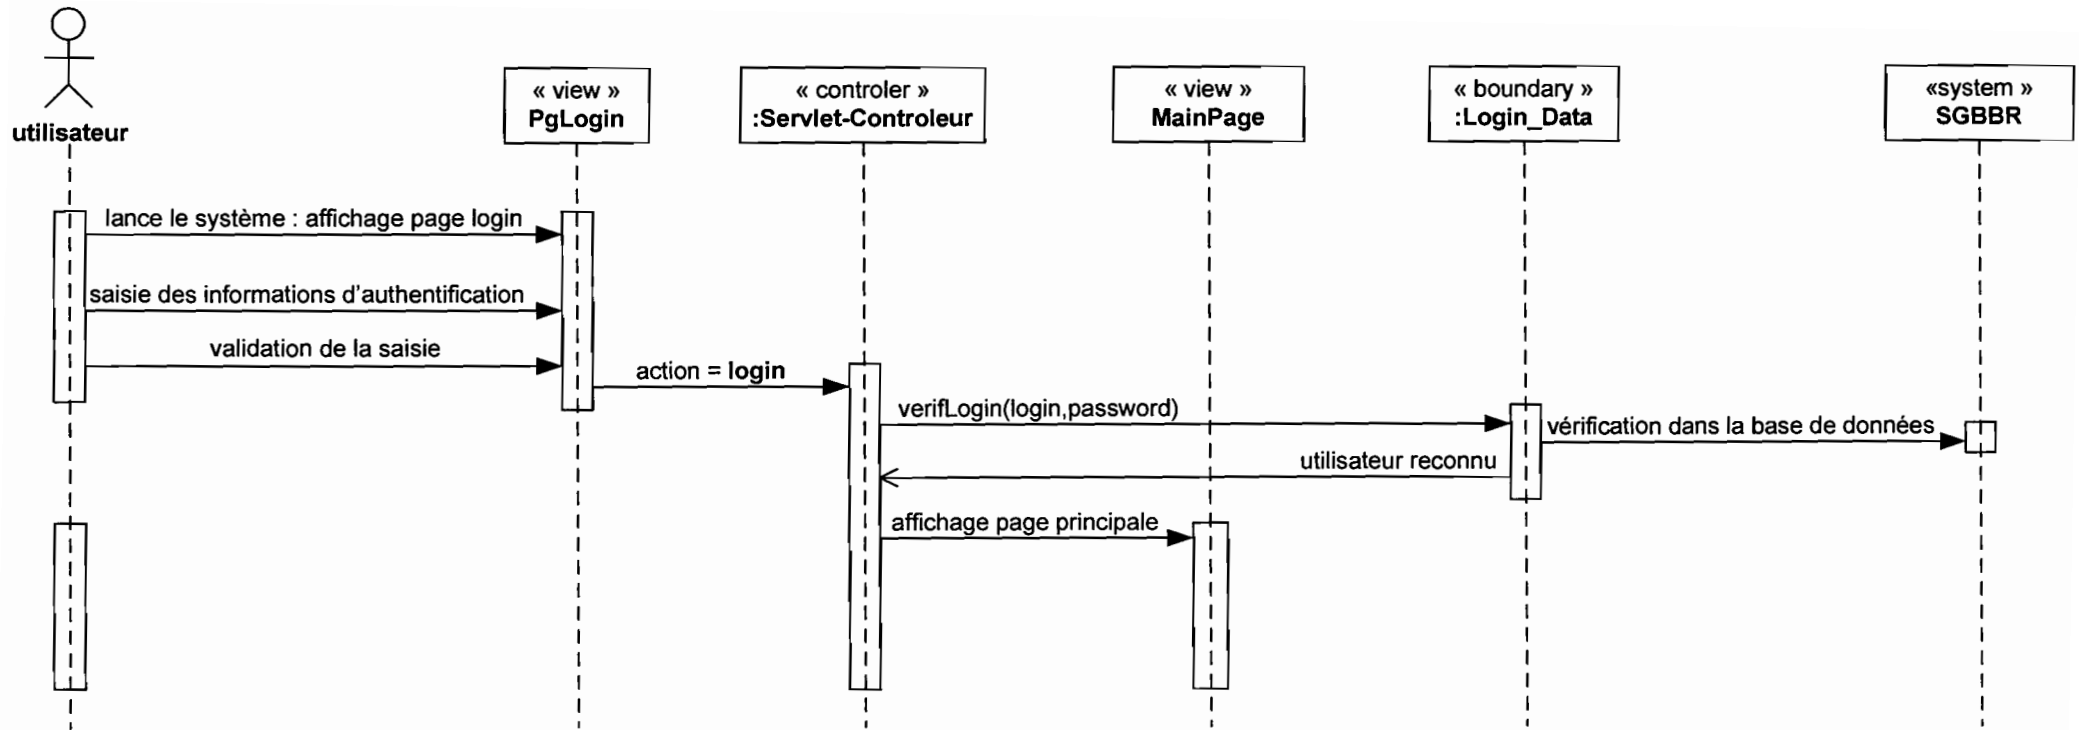 « view »
PgLogin
« controler »
:Servlet-Controleur
« view »
MainPage
« boundary »
:Login_Data
«system »
SGBBR
utilisateur
lance le système : affichage page login
saisie des informations d'authentification
validation de la saisie
action = login
verifLogin(login,password)
vérification dans la base de données
utilisateur reconnu
affichage page principale